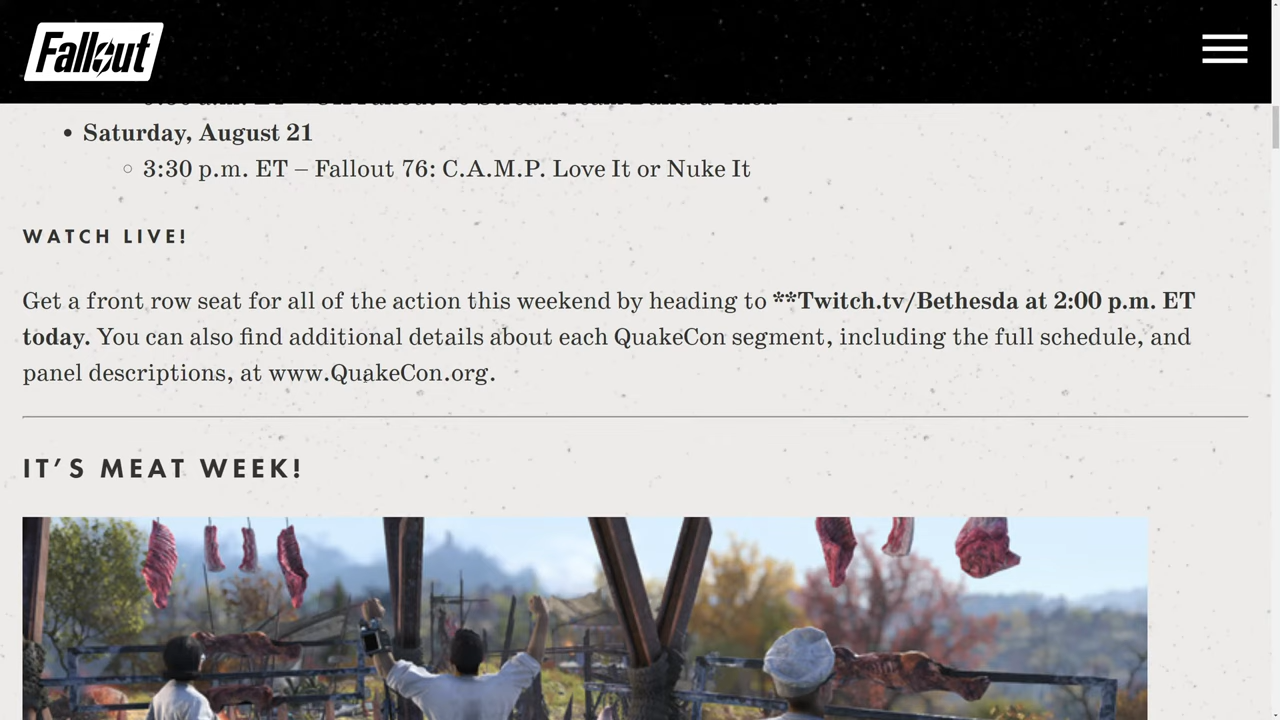 Fallout
Saturday, August 21
3:30 p.m. ET – Fallout 76: C.A.M.P. Love It or Nuke It
WATCH LIVE!
Get a front row seat for all of the action this weekend by heading to **Twitch.tv/Bethesda at 2:00 p.m. ET
today. You can also find additional details about each QuakeCon segment, including the full schedule, and
panel descriptions, at www.QuakeCon.org.
IT’S MEAT WEEK!